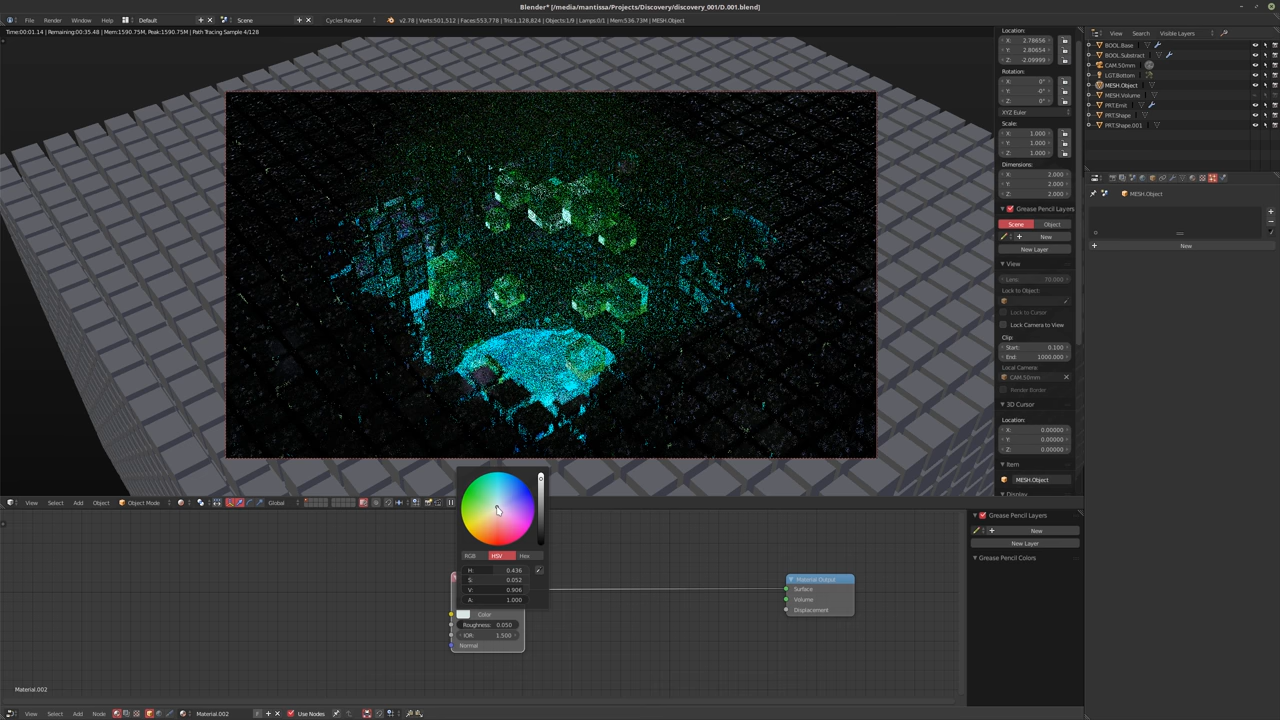 Blender* [/media/mantissa/Projects/Discovery/discovery_001/D.001.blend]
File Render Window Help Default Scene Cycles Render v2.78 | Verts:501,512 | Faces:553,778 | Tris:1,128,824 | Objects:1/9 | Lamps:0/1 | Mem:536.73M | MESH.Object
Time:00:01.14 | Remaining:00:35.48 | Mem:1590.75M, Peak:1590.75M | Path Tracing Sample 4/128
Location:
X: 2.78656
Y: 2.80654
Z: -2.09999
Rotation:
X: 0°
Y: -0°
Z: 0°
XYZ Euler
Scale:
X: 1.000
Y: 1.000
Z: 1.000
Dimensions:
X: 2.000
Y: 2.000
Z: 2.000
Grease Pencil Layers
Scene Object
New
New Layer
View
Lens: 70.000
Lock to Object:
Lock to Cursor
Lock Camera to View
Clip:
Start: 0.100
End: 1000.000
Local Camera:
CAM.50mm
Render Border
3D Cursor
Location:
X: 0.00000
Y: 0.00000
Z: 0.00000
Item
MESH.Object
Display
View Search Visible Layers
BOOL.Base
BOOL.Substract
CAM.50mm
LGT.Bottom
MESH.Object
MESH.Volume
PRT.Emit
PRT.Shape
PRT.Shape.001
MESH.Object
New
View Select Add Object Object Mode Global
RGB HSV Hex
H: 0.436
S: 0.052
V: 0.906
A: 1.000
Color
Roughness: 0.050
IOR: 1.500
Normal
Material Output
Surface
Volume
Displacement
Grease Pencil Layers
New
New Layer
Grease Pencil Colors
Material.002
View Select Add Node Material.002 F Use Nodes